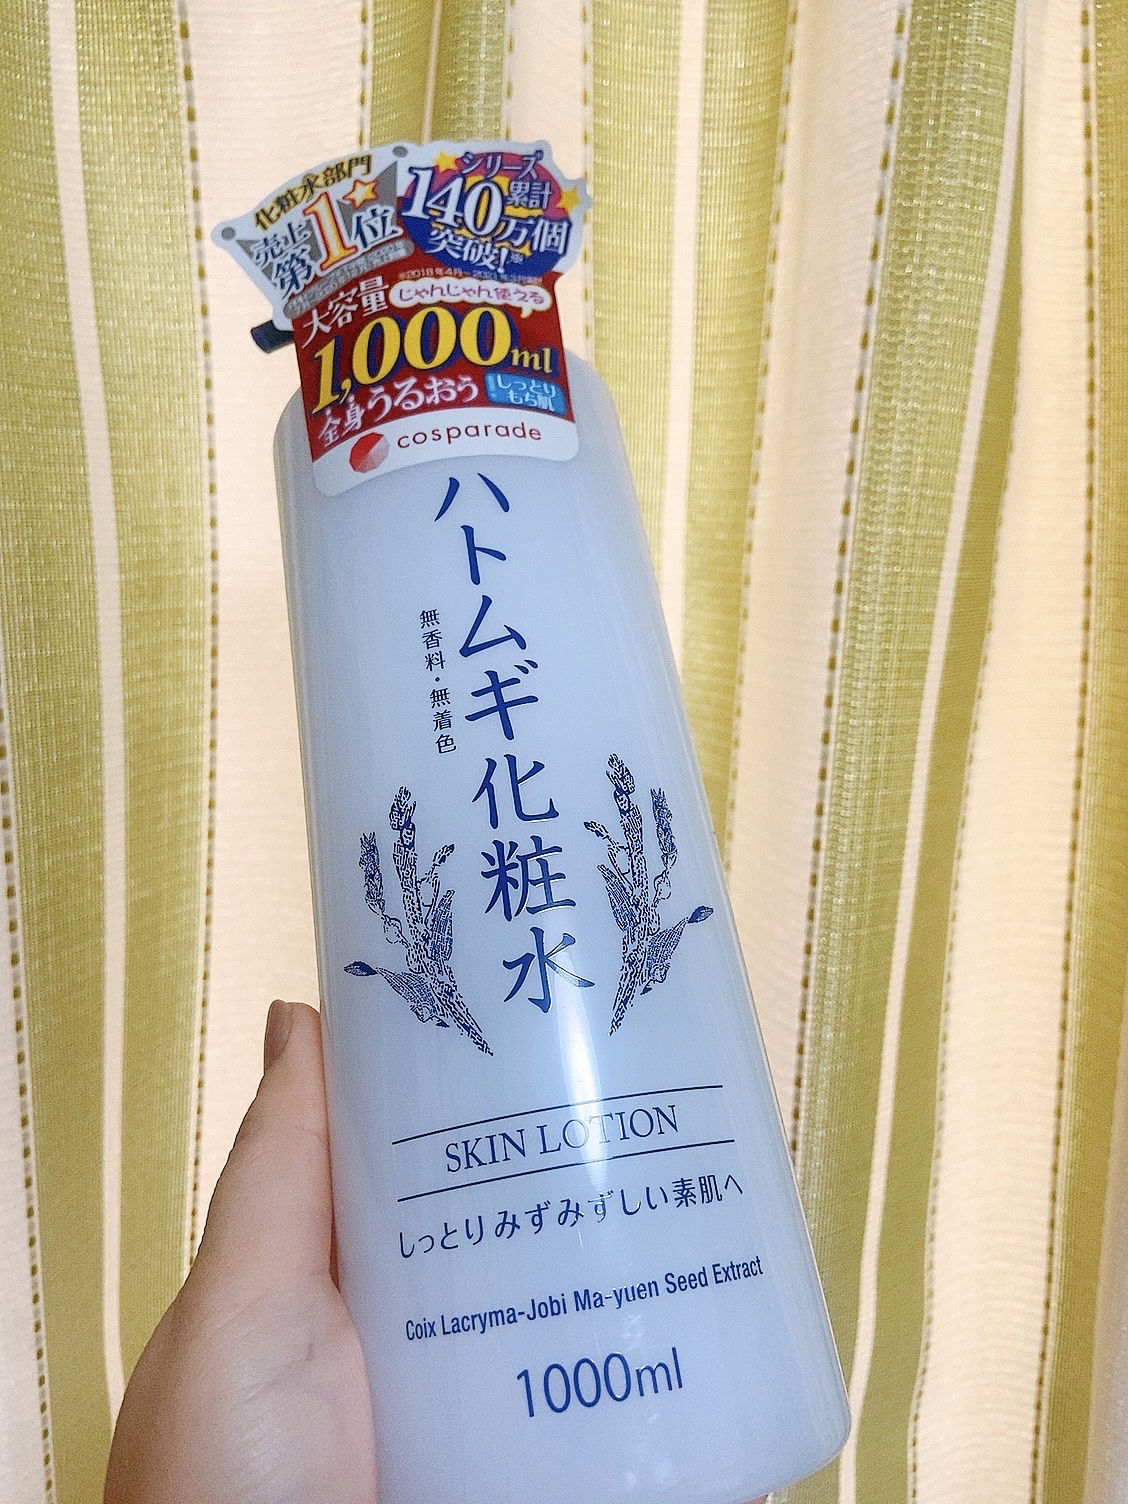 化粧水部門
売上
第1位
シリーズ
累計
140万個
突破!※
大容量 じゃんじゃん使える
1,000ml
全身うるおう
しっとり
もち肌
cosparade
ハトムギ化粧水
無香料・無着色
SKIN LOTION
しっとりみずみずしい素肌へ
Coix Lacryma-Jobi Ma-yuen Seed Extract
1000ml